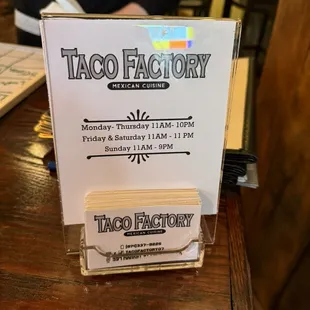 TACO FACTORY
MEXICAN CUISINE
Monday- Thursday 11AM- 10PM
Friday & Saturday 11AM - 11 PM
Sunday 11AM - 9PM
TACO FACTORY
MEXICAN CUISINE